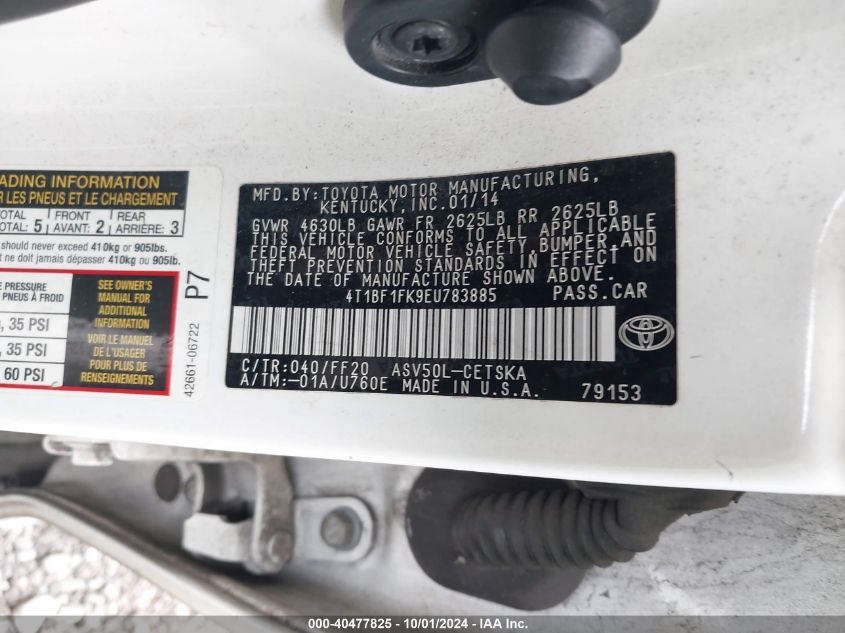 ADING INFORMATION
R LES PNEUS ET LE CHARGEMENT
TOTAL 5 FRONT 2 REAR 3
TOTAL: AVANT: ARRIÈRE:
should never exceed 410kg or 905lbs.
t ne doit jamais dépasser 410kg ou 905lb.
E PRESSURE
PNEUS À FROID
, 35 PSI
, 35 PSI
60 PSI
SEE OWNER'S
MANUAL FOR
ADDITIONAL
INFORMATION
VOIR LE MANUEL
DE L'USAGER
POUR PLUS DE
RENSEIGNEMENTS
42661-06722 P7
MFD.BY:TOYOTA MOTOR MANUFACTURING,
KENTUCKY,INC.01/14
GVWR 4630LB GAWR FR 2625LB RR 2625LB
THIS VEHICLE CONFORMS TO ALL APPLICABLE
FEDERAL MOTOR VEHICLE SAFETY,BUMPER,AND
THEFT PREVENTION STANDARDS IN EFFECT ON
THE DATE OF MANUFACTURE SHOWN ABOVE.
4T1BF1FK9EU783885 PASS.CAR
C/TR:040/FF20 ASV50L-CETSKA
A/TM:-01A/U760E MADE IN U.S.A. 79153
000-40477825 - 10/01/2024 - IAA Inc.